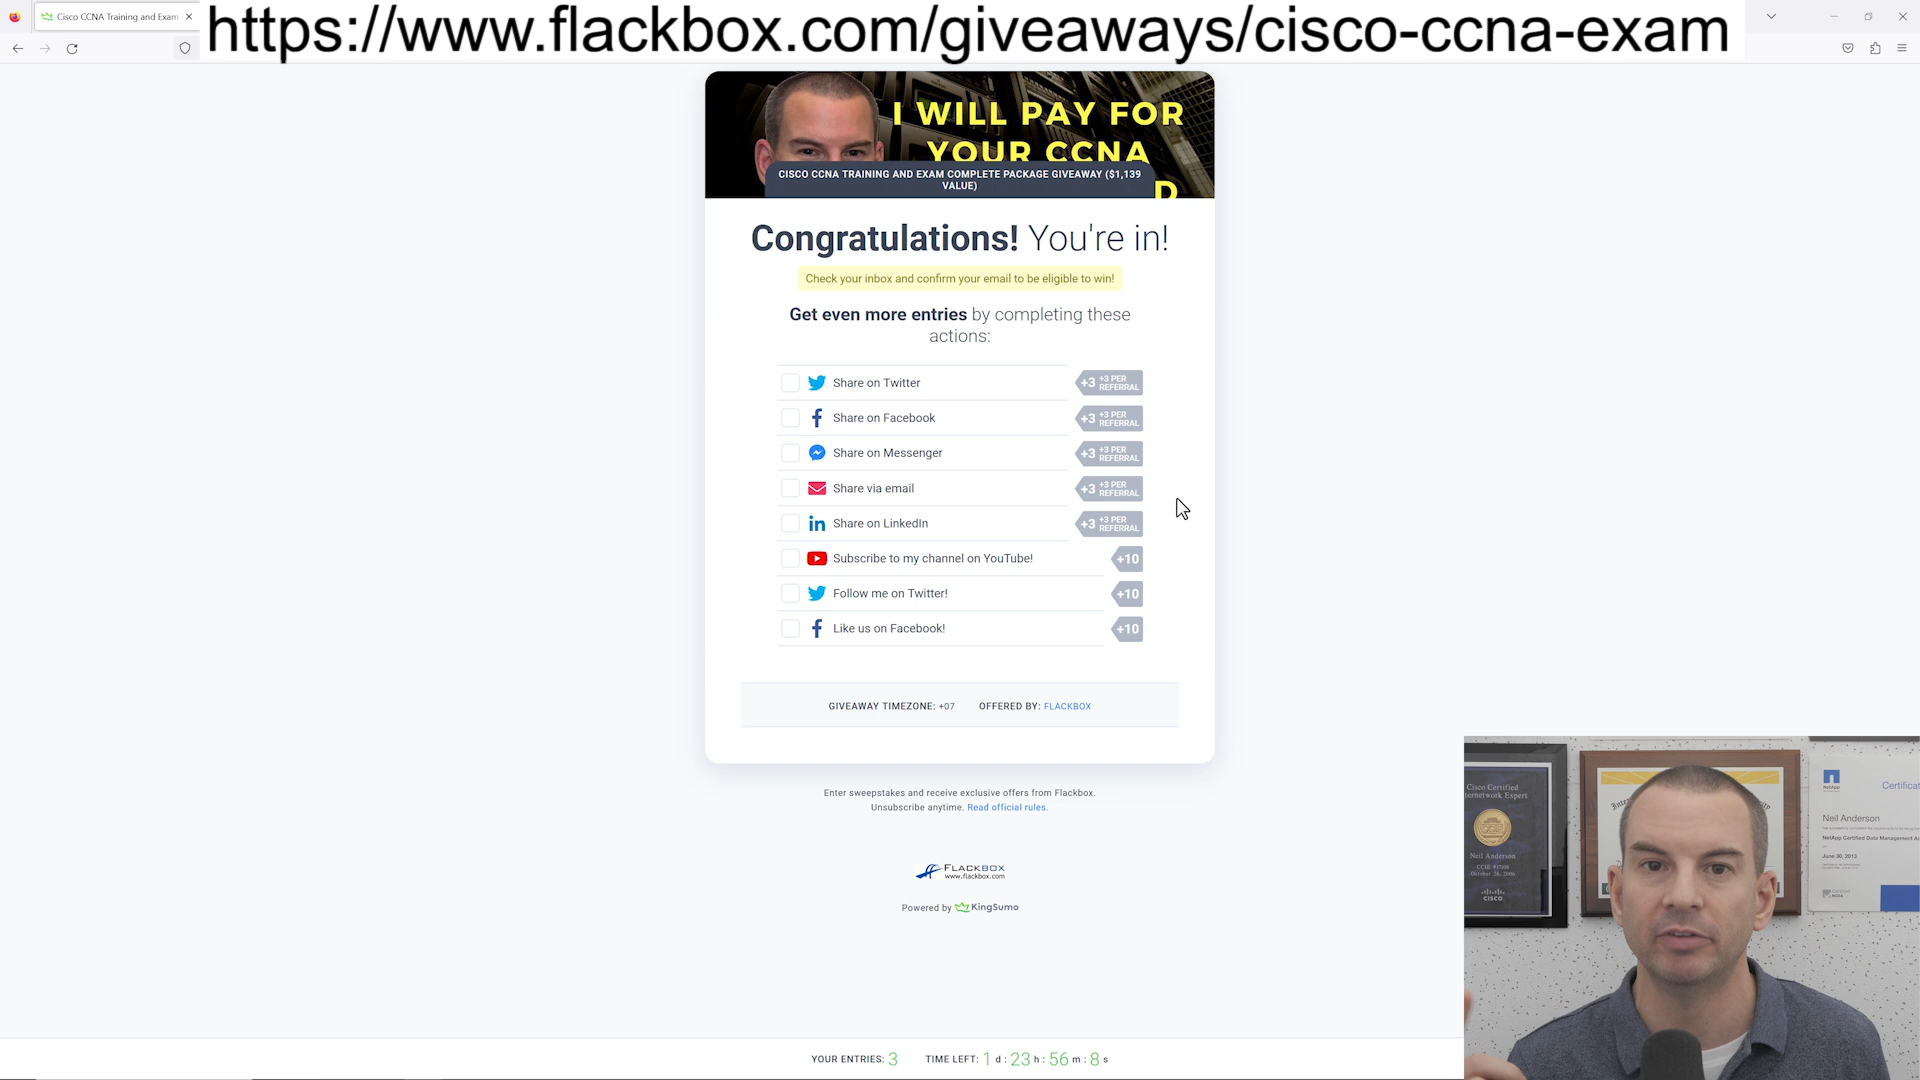 Cisco CCNA Training and Exam
https://www.flackbox.com/giveaways/cisco-ccna-exam
I WILL PAY FOR
YOUR CCNA
D
CISCO CCNA TRAINING AND EXAM COMPLETE PACKAGE GIVEAWAY ($1,139
VALUE)
Congratulations! You're in!
Check your inbox and confirm your email to be eligible to win!
Get even more entries by completing these
actions:
Share on Twitter +3 +3 PER REFERRAL
Share on Facebook +3 +3 PER REFERRAL
Share on Messenger +3 +3 PER REFERRAL
Share via email +3 +3 PER REFERRAL
Share on LinkedIn +3 +3 PER REFERRAL
Subscribe to my channel on YouTube! +10
Follow me on Twitter! +10
Like us on Facebook! +10
GIVEAWAY TIMEZONE: +07 OFFERED BY: FLACKBOX
Enter sweepstakes and receive exclusive offers from Flackbox.
Unsubscribe anytime. Read official rules.
FLACKBOX
www.flackbox.com
Powered by KingSumo
YOUR ENTRIES: 3 TIME LEFT: 1 d : 23 h : 56 m : 8 s
Cisco Certified
Neil Anderson
October 26, 2006
CISCO
NetApp
Neil Anderson
June 30, 2013